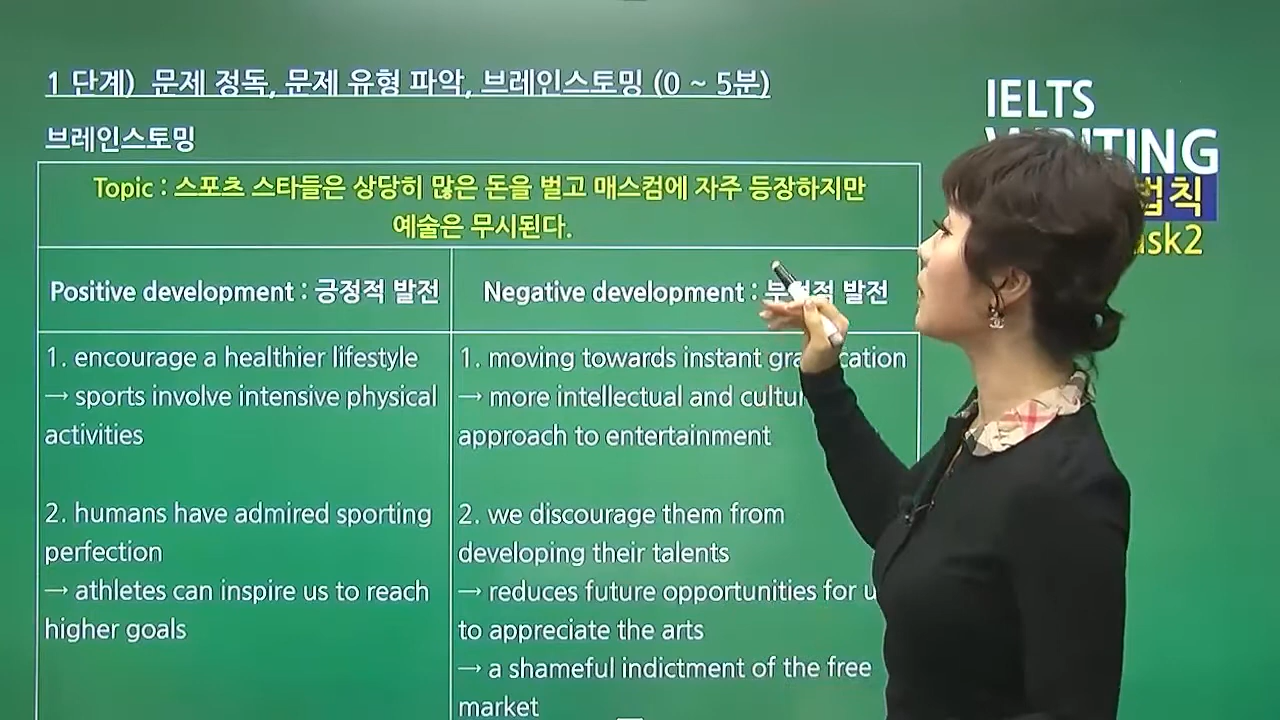 1 단계) 문제 정독, 문제 유형 파악, 브레인스토밍 (0 ~ 5분)
브레인스토밍
Topic : 스포츠 스타들은 상당히 많은 돈을 벌고 매스컴에 자주 등장하지만
예술은 무시된다.
Positive development : 긍정적 발전
Negative development : 발전
1. encourage a healthier lifestyle
→ sports involve intensive physical
activities
2. humans have admired sporting
perfection
→ athletes can inspire us to reach
higher goals
1. moving towards instant
→ more intellectual and
approach to entertainment
2. we discourage them from
developing their talents
→ reduces future opportunities for
to appreciate the arts
→ a shameful indictment of the free
market
IELTS
WRITING
법칙
Task2